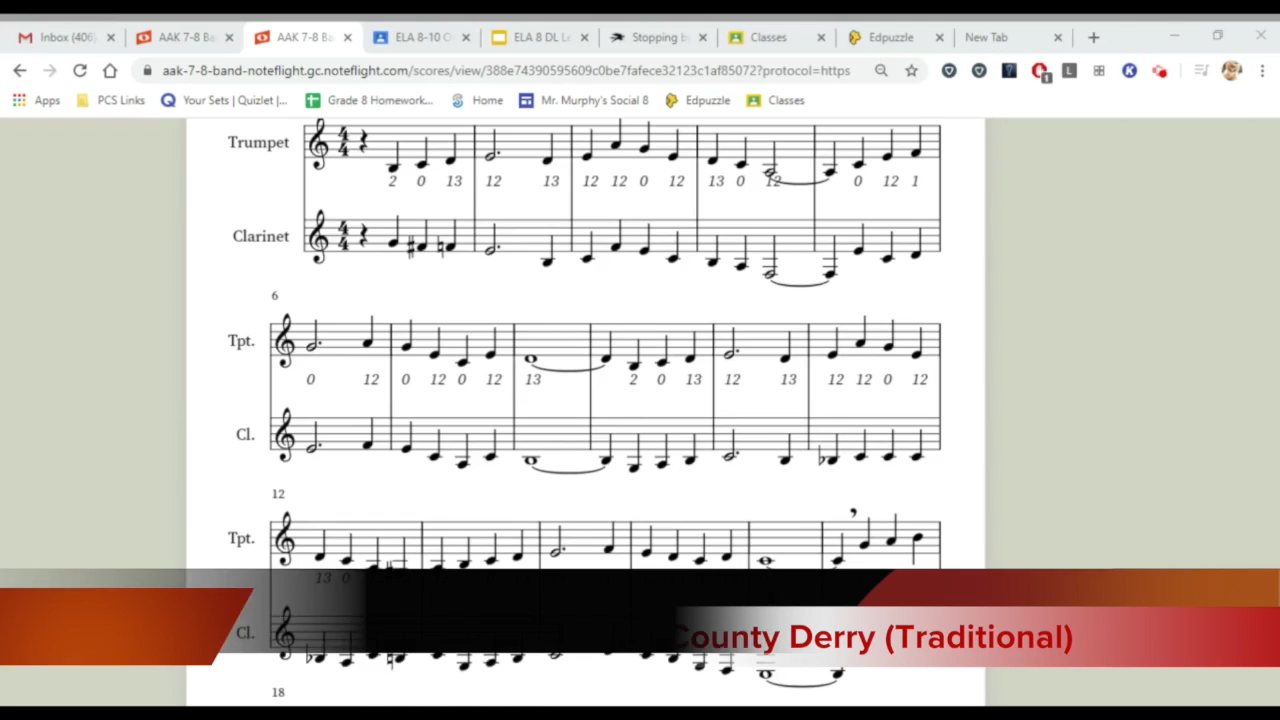 Inbox (406
AAK 7-8 Ba
AAK 7-8 Ba
ELA 8-10 O
ELA 8 DL Le
Stopping b
Classes
Edpuzzle
New Tab
aak-7-8-band-noteflight.gc.noteflight.com/scores/view/388e74390595609c0be7fafece32123c1af85072?protocol=https
1
Apps
PCS Links
Your Sets | Quizlet |...
Grade 8 Homework...
Home
Mr. Murphy's Social 8
Edpuzzle
Classes
Trumpet
2 0 13 12 13 12 12 0 12 13 0 12 0 12 1
Clarinet
6
Tpt.
0 12 0 12 0 12 13 2 0 13 12 13 12 12 0 12
Cl.
12
Tpt.
13 0
Cl.
County Derry (Traditional)
18